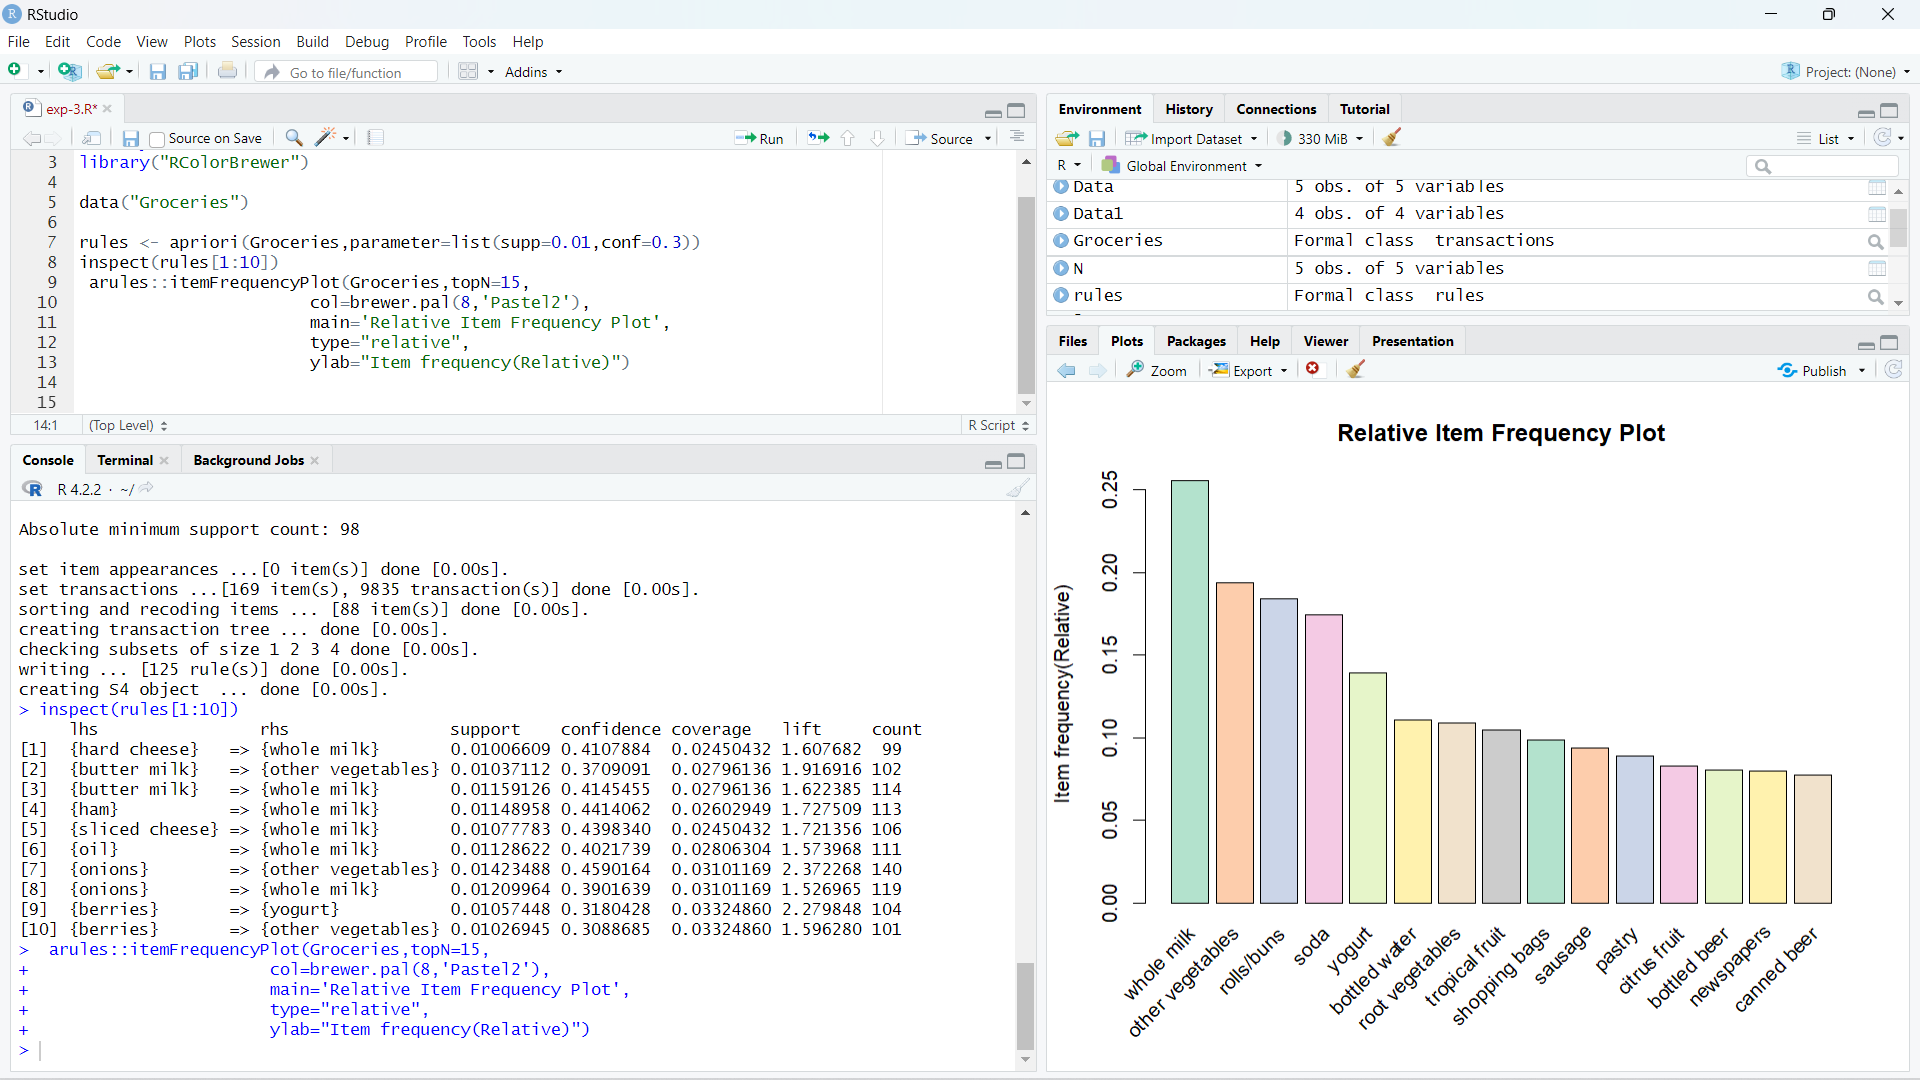 RStudio
File Edit Code View Plots Session Build Debug Profile Tools Help
Go to file/function Addins Project: (None)
exp-3.R*
Source on Save Run Source
3 library("RColorBrewer")
4
5 data("Groceries")
6
7 rules <- apriori(Groceries,parameter=list(supp=0.01,conf=0.3))
8 inspect(rules[1:10])
9 arules::itemFrequencyPlot(Groceries,topN=15,
10 col=brewer.pal(8,'Pastel2'),
11 main='Relative Item Frequency Plot',
12 type="relative",
13 ylab="Item frequency(Relative)")
14
15
14:1 (Top Level) R Script
Console Terminal Background Jobs
R 4.2.2 · ~/
Absolute minimum support count: 98
set item appearances ...[0 item(s)] done [0.00s].
set transactions ...[169 item(s), 9835 transaction(s)] done [0.00s].
sorting and recoding items ... [88 item(s)] done [0.00s].
creating transaction tree ... done [0.00s].
checking subsets of size 1 2 3 4 done [0.00s].
writing ... [125 rule(s)] done [0.00s].
creating S4 object ... done [0.00s].
> inspect(rules[1:10])
lhs rhs support confidence coverage lift count
[1] {hard cheese} => {whole milk} 0.01006609 0.4107884 0.02450432 1.607682 99
[2] {butter milk} => {other vegetables} 0.01037112 0.3709091 0.02796136 1.916916 102
[3] {butter milk} => {whole milk} 0.01159126 0.4145455 0.02796136 1.622385 114
[4] {ham} => {whole milk} 0.01148958 0.4414062 0.02602949 1.727509 113
[5] {sliced cheese} => {whole milk} 0.01077783 0.4398340 0.02450432 1.721356 106
[6] {oil} => {whole milk} 0.01128622 0.4021739 0.02806304 1.573968 111
[7] {onions} => {other vegetables} 0.01423488 0.4590164 0.03101169 2.372268 140
[8] {onions} => {whole milk} 0.01209964 0.3901639 0.03101169 1.526965 119
[9] {berries} => {yogurt} 0.01057448 0.3180428 0.03324860 2.279848 104
[10] {berries} => {other vegetables} 0.01026945 0.3088685 0.03324860 1.596280 101
> arules::itemFrequencyPlot(Groceries,topN=15,
+ col=brewer.pal(8,'Pastel2'),
+ main='Relative Item Frequency Plot',
+ type="relative",
+ ylab="Item frequency(Relative)")
>
Environment History Connections Tutorial
Import Dataset 330 MiB List
R Global Environment
Data 5 obs. of 5 variables
Data1 4 obs. of 4 variables
Groceries Formal class transactions
N 5 obs. of 5 variables
rules Formal class rules
Files Plots Packages Help Viewer Presentation
Zoom Export Publish
Relative Item Frequency Plot
Item frequency(Relative)
0.25
0.20
0.15
0.10
0.05
0.00
whole milk
other vegetables
rolls/buns
soda
yogurt
bottled water
root vegetables
tropical fruit
shopping bags
sausage
pastry
citrus fruit
bottled beer
newspapers
canned beer